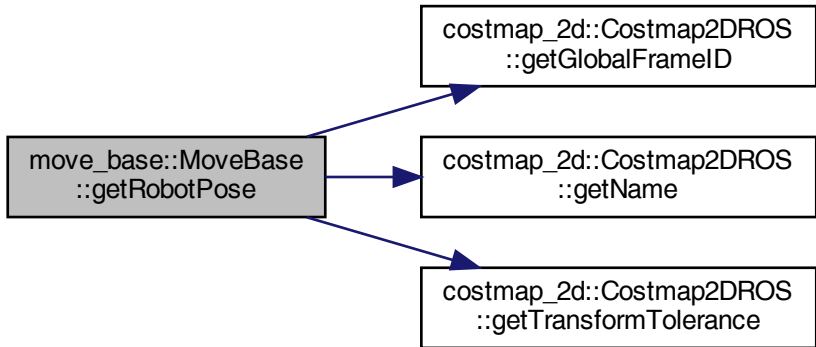 costmap_2d::Costmap2DROS
::getGlobalFrameID
move_base::MoveBase
::getRobotPose
costmap_2d::Costmap2DROS
::getName
costmap_2d::Costmap2DROS
::getTransformTolerance